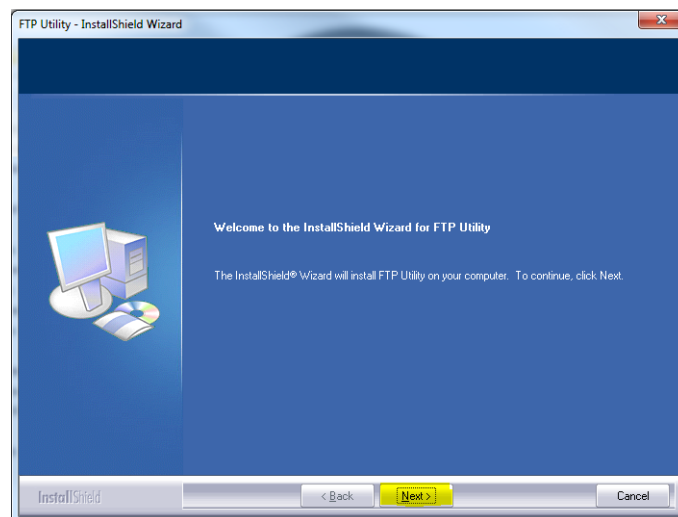 FTP Utility - InstallShield Wizard
Welcome to the InstallShield Wizard for FTP Utility
The InstallShield® Wizard will install FTP Utility on your computer. To continue, click Next.
InstallShield
< Back
Next >
Cancel